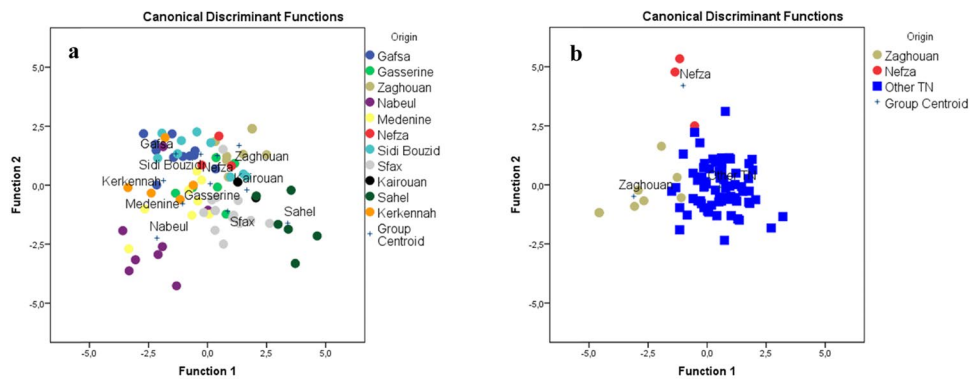 Canonical Discriminant Functions
a
Origin
Gafsa
Gasserine
Zaghouan
Nabeul
Medenine
Nefza
Sidi Bouzid
Sfax
Kairouan
Sahel
Kerkennah
Group
Centroid
5,0
2,5
0,0
-2,5
-5,0
Function 2
Gafsa
Zaghouan
Sidi Bouzid
Nefza
Kerkennah
Kairouan
Gasserine
Medenine
Sahel
Nabeul
Sfax
-5,0 -2,5 0,0 2,5 5,0
Function 1
Canonical Discriminant Functions
b
Origin
Zaghouan
Nefza
Other TN
Group Centroid
5,0
2,5
0,0
-2,5
-5,0
Function 2
Nefza
Zaghouan
Other TN
-5,0 -2,5 0,0 2,5 5,0
Function 1